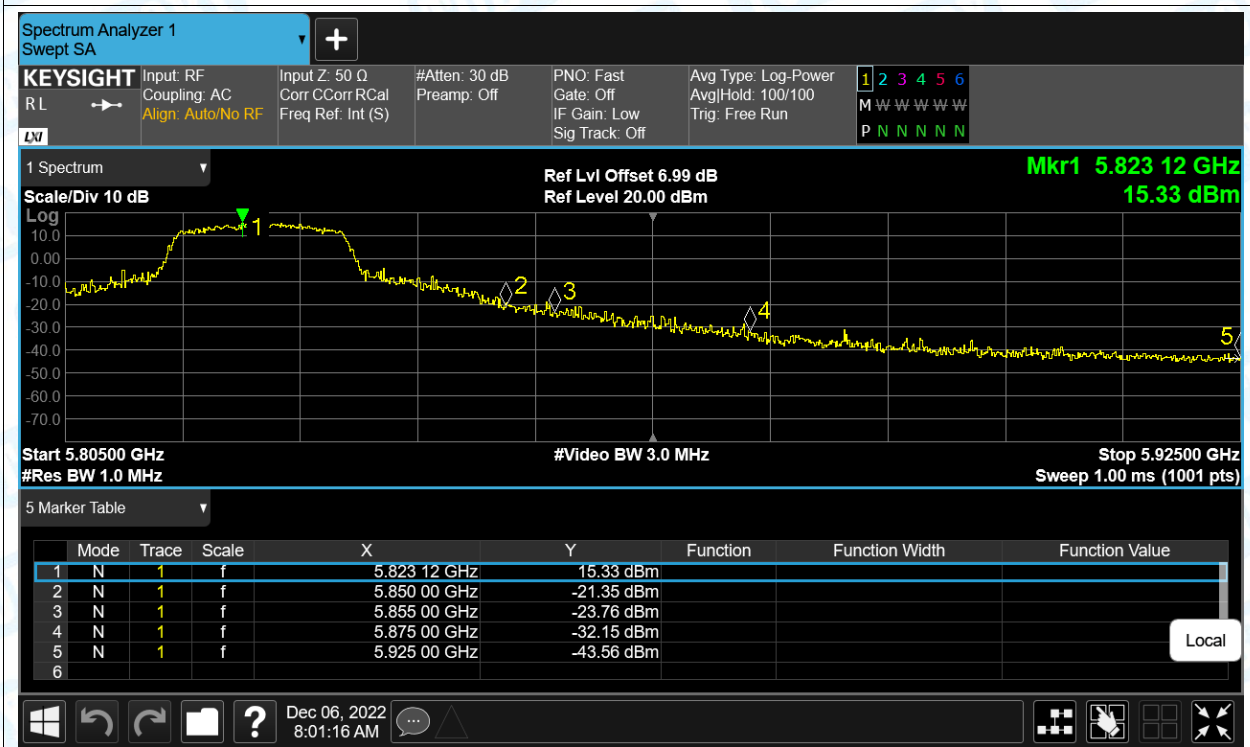 Spectrum Analyzer 1
Swept SA
+
KEYSIGHT Input: RF Input Z: 50 Ω #Atten: 30 dB PNO: Fast Avg Type: Log-Power 1 2 3 4 5 6
RL Coupling: AC Corr CCorr RCal Preamp: Off Gate: Off Avg|Hold: 100/100 M W W W W W
Align: Auto/No RF Freq Ref: Int (S) IF Gain: Low Trig: Free Run
LXI Sig Track: Off P N N N N N
1 Spectrum Ref Lvl Offset 6.99 dB Mkr1 5.823 12 GHz
Scale/Div 10 dB Ref Level 20.00 dBm 15.33 dBm
Log
10.0 1
0.00
-10.0 2 3
-20.0 4
-30.0 5
-40.0
-50.0
-60.0
-70.0
Start 5.80500 GHz #Video BW 3.0 MHz Stop 5.92500 GHz
#Res BW 1.0 MHz Sweep 1.00 ms (1001 pts)
5 Marker Table
Mode Trace Scale X Y Function Function Width Function Value
1 N 1 f 5.823 12 GHz 15.33 dBm
2 N 1 f 5.850 00 GHz -21.35 dBm
3 N 1 f 5.855 00 GHz -23.76 dBm
4 N 1 f 5.875 00 GHz -32.15 dBm
5 N 1 f 5.925 00 GHz -43.56 dBm
6
Local
? Dec 06, 2022
8:01:16 AM